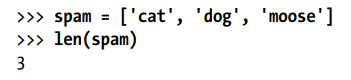 >>> spam = ['cat', 'dog', 'moose']
>>> len(spam)
3